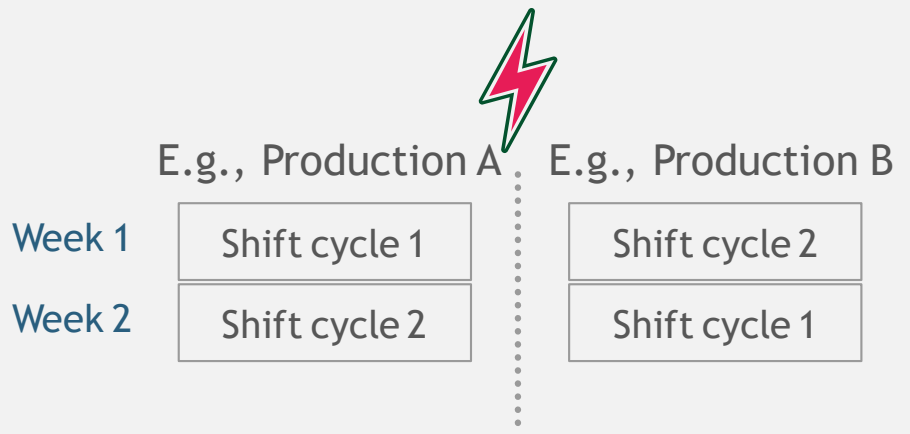 E.g., Production A E.g., Production B
Week 1 Shift cycle 1 Shift cycle 2
Week 2 Shift cycle 2 Shift cycle 1